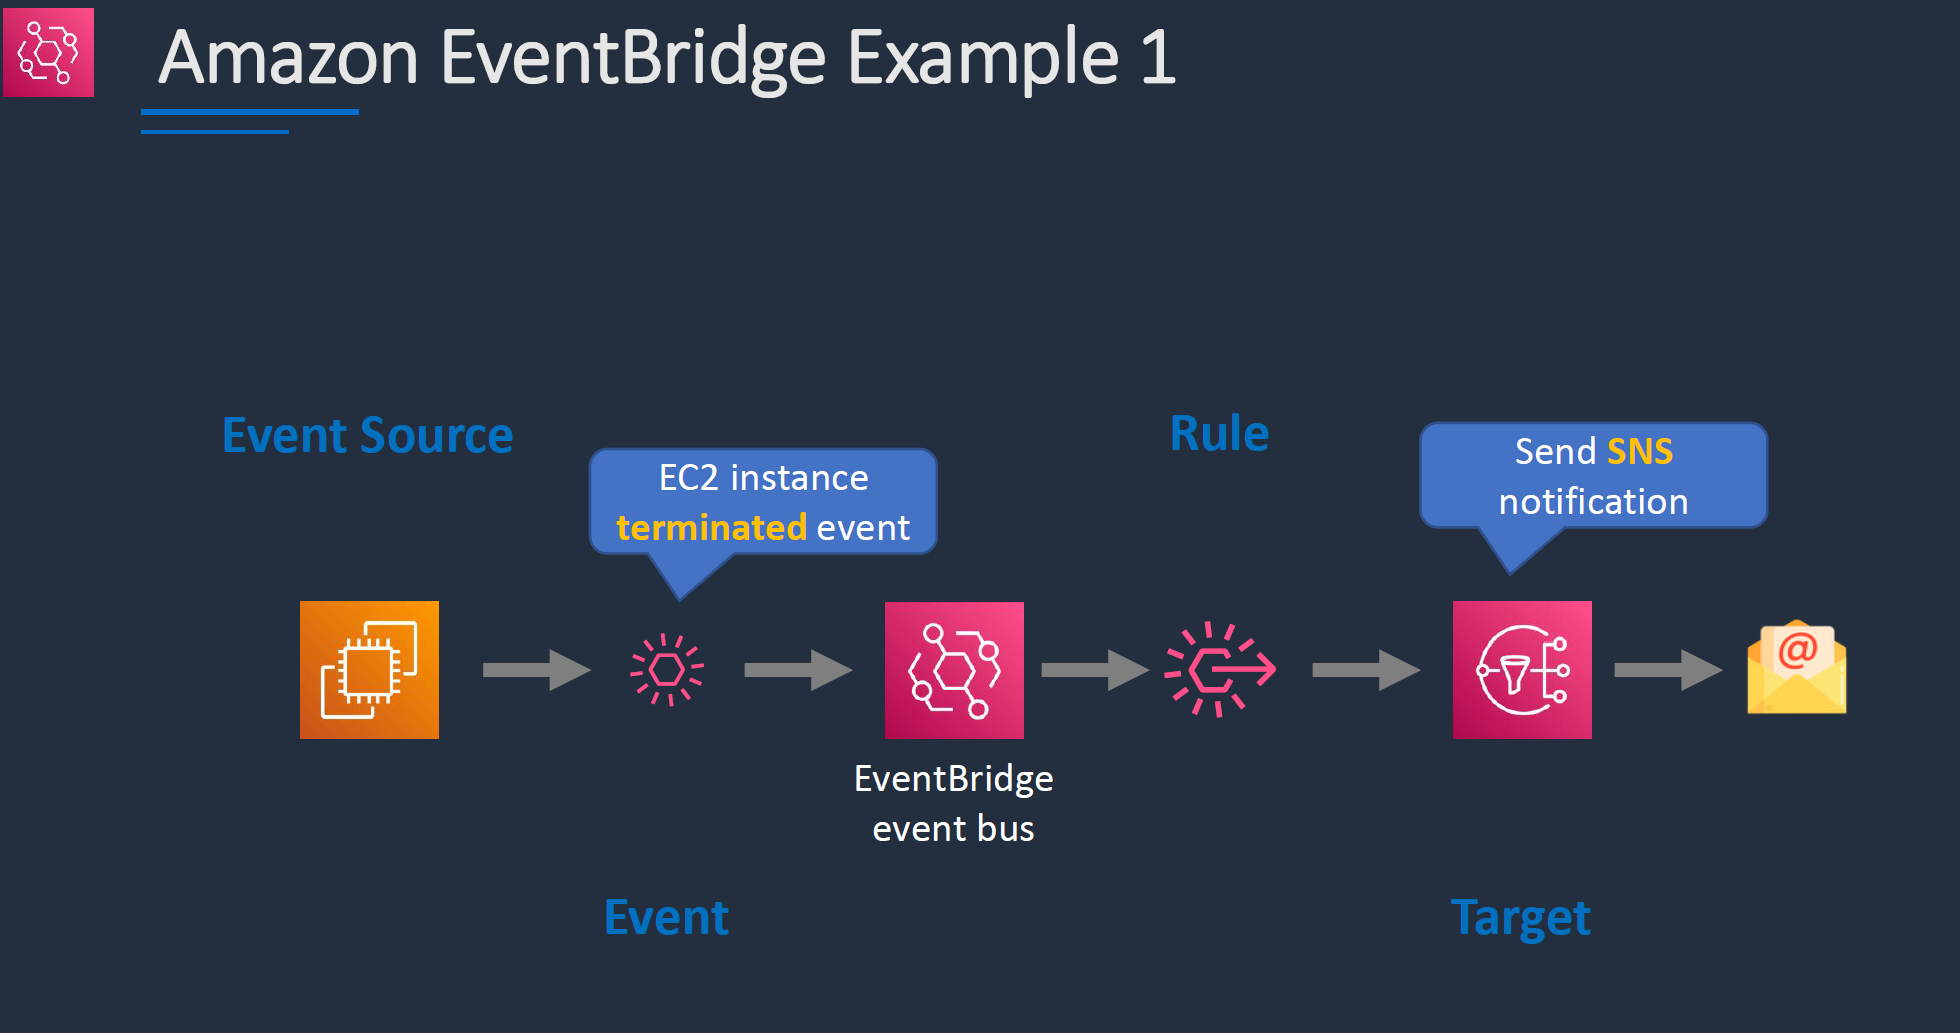 Amazon EventBridge Example 1
Event Source
EC2 instance
terminated event
Rule
Send SNS
notification
EventBridge
event bus
Event
Target
@